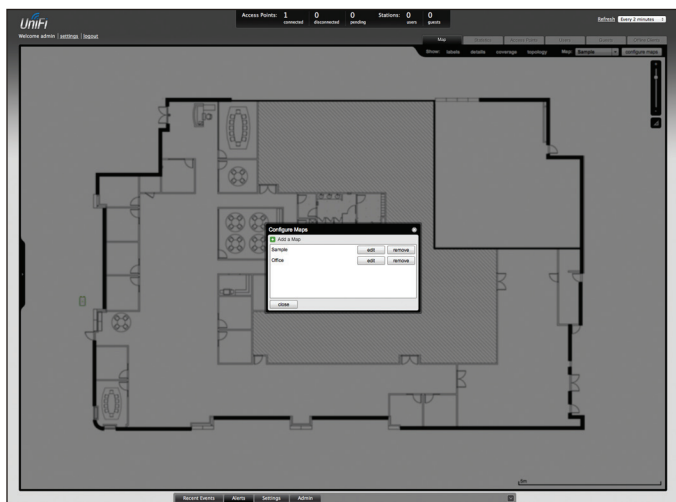 UniFi
Access Points: 1 connected 0 disconnected 0 pending Stations: 0 users 0 guests
Refresh Every 2 minutes
Welcome admin | settings | logout
Map
Show: labels details coverage topology Map: Sample configure maps
Configure Maps
Add a Map
Sample edit remove
Office edit remove
close
Recent Events Alerts Settings Admin